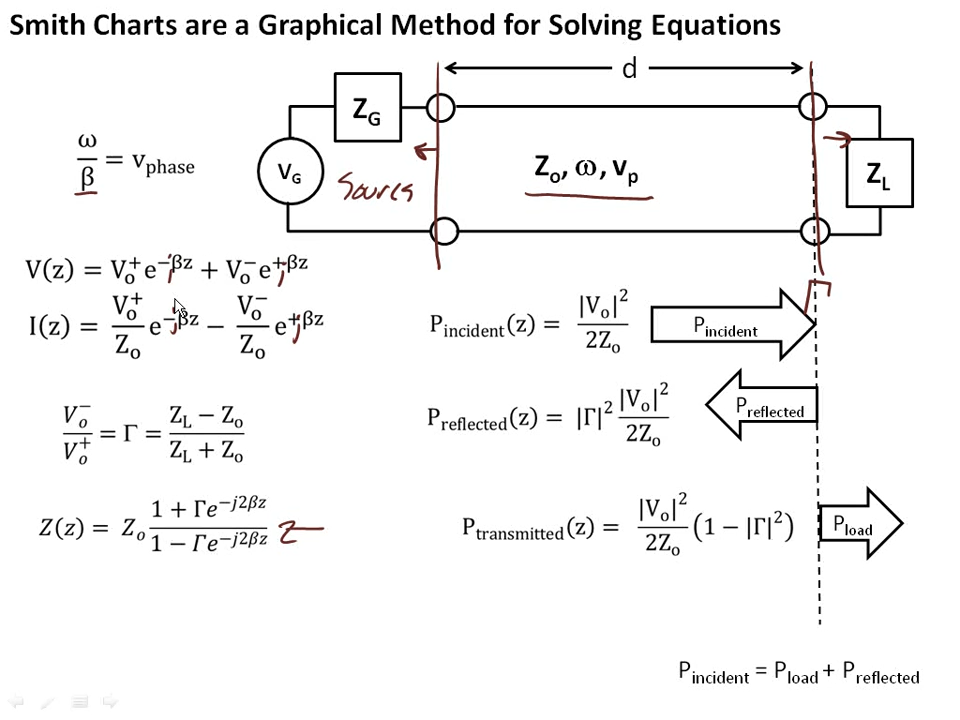 Smith Charts are a Graphical Method for Solving Equations
d
Z_G
ω/β = v_phase
V_G
Sources
Z_o, ω, v_p
Z_L
V(z) = V_o^+ e^{-jβz} + V_o^- e^{+jβz}
I(z) = V_o^+/Z_o e^{-jβz} − V_o^-/Z_o e^{+jβz}
P_incident(z) = |V_o|^2/2Z_o
P_incident
V_o^-/V_o^+ = Γ = (Z_L − Z_o)/(Z_L + Z_o)
P_reflected(z) = |Γ|^2 |V_o|^2/2Z_o
P_reflected
Z(z) = Z_o (1 + Γe^{-j2βz})/(1 − Γe^{-j2βz})
P_transmitted(z) = |V_o|^2/2Z_o (1 − |Γ|^2)
P_load
P_incident = P_load + P_reflected